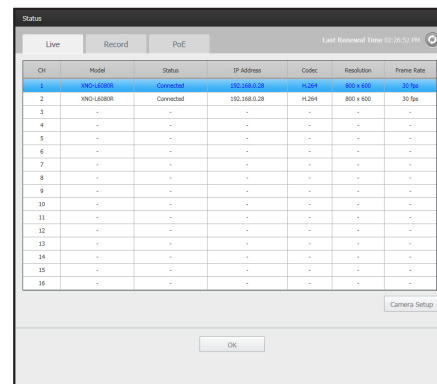 Status
Live Record PoE Last Renewal Time 02:26:52 PM
CH Model Status IP Address Codec Resolution Frame Rate
1 XNO-L6080R Connected 192.168.0.28 H.264 800 x 600 30 fps
2 XNO-L6080R Connected 192.168.0.28 H.264 800 x 600 30 fps
3 - - - - - -
4 - - - - - -
5 - - - - - -
6 - - - - - -
7 - - - - - -
8 - - - - - -
9 - - - - - -
10 - - - - - -
11 - - - - - -
12 - - - - - -
13 - - - - - -
14 - - - - - -
15 - - - - - -
16 - - - - - -
Camera Setup
OK